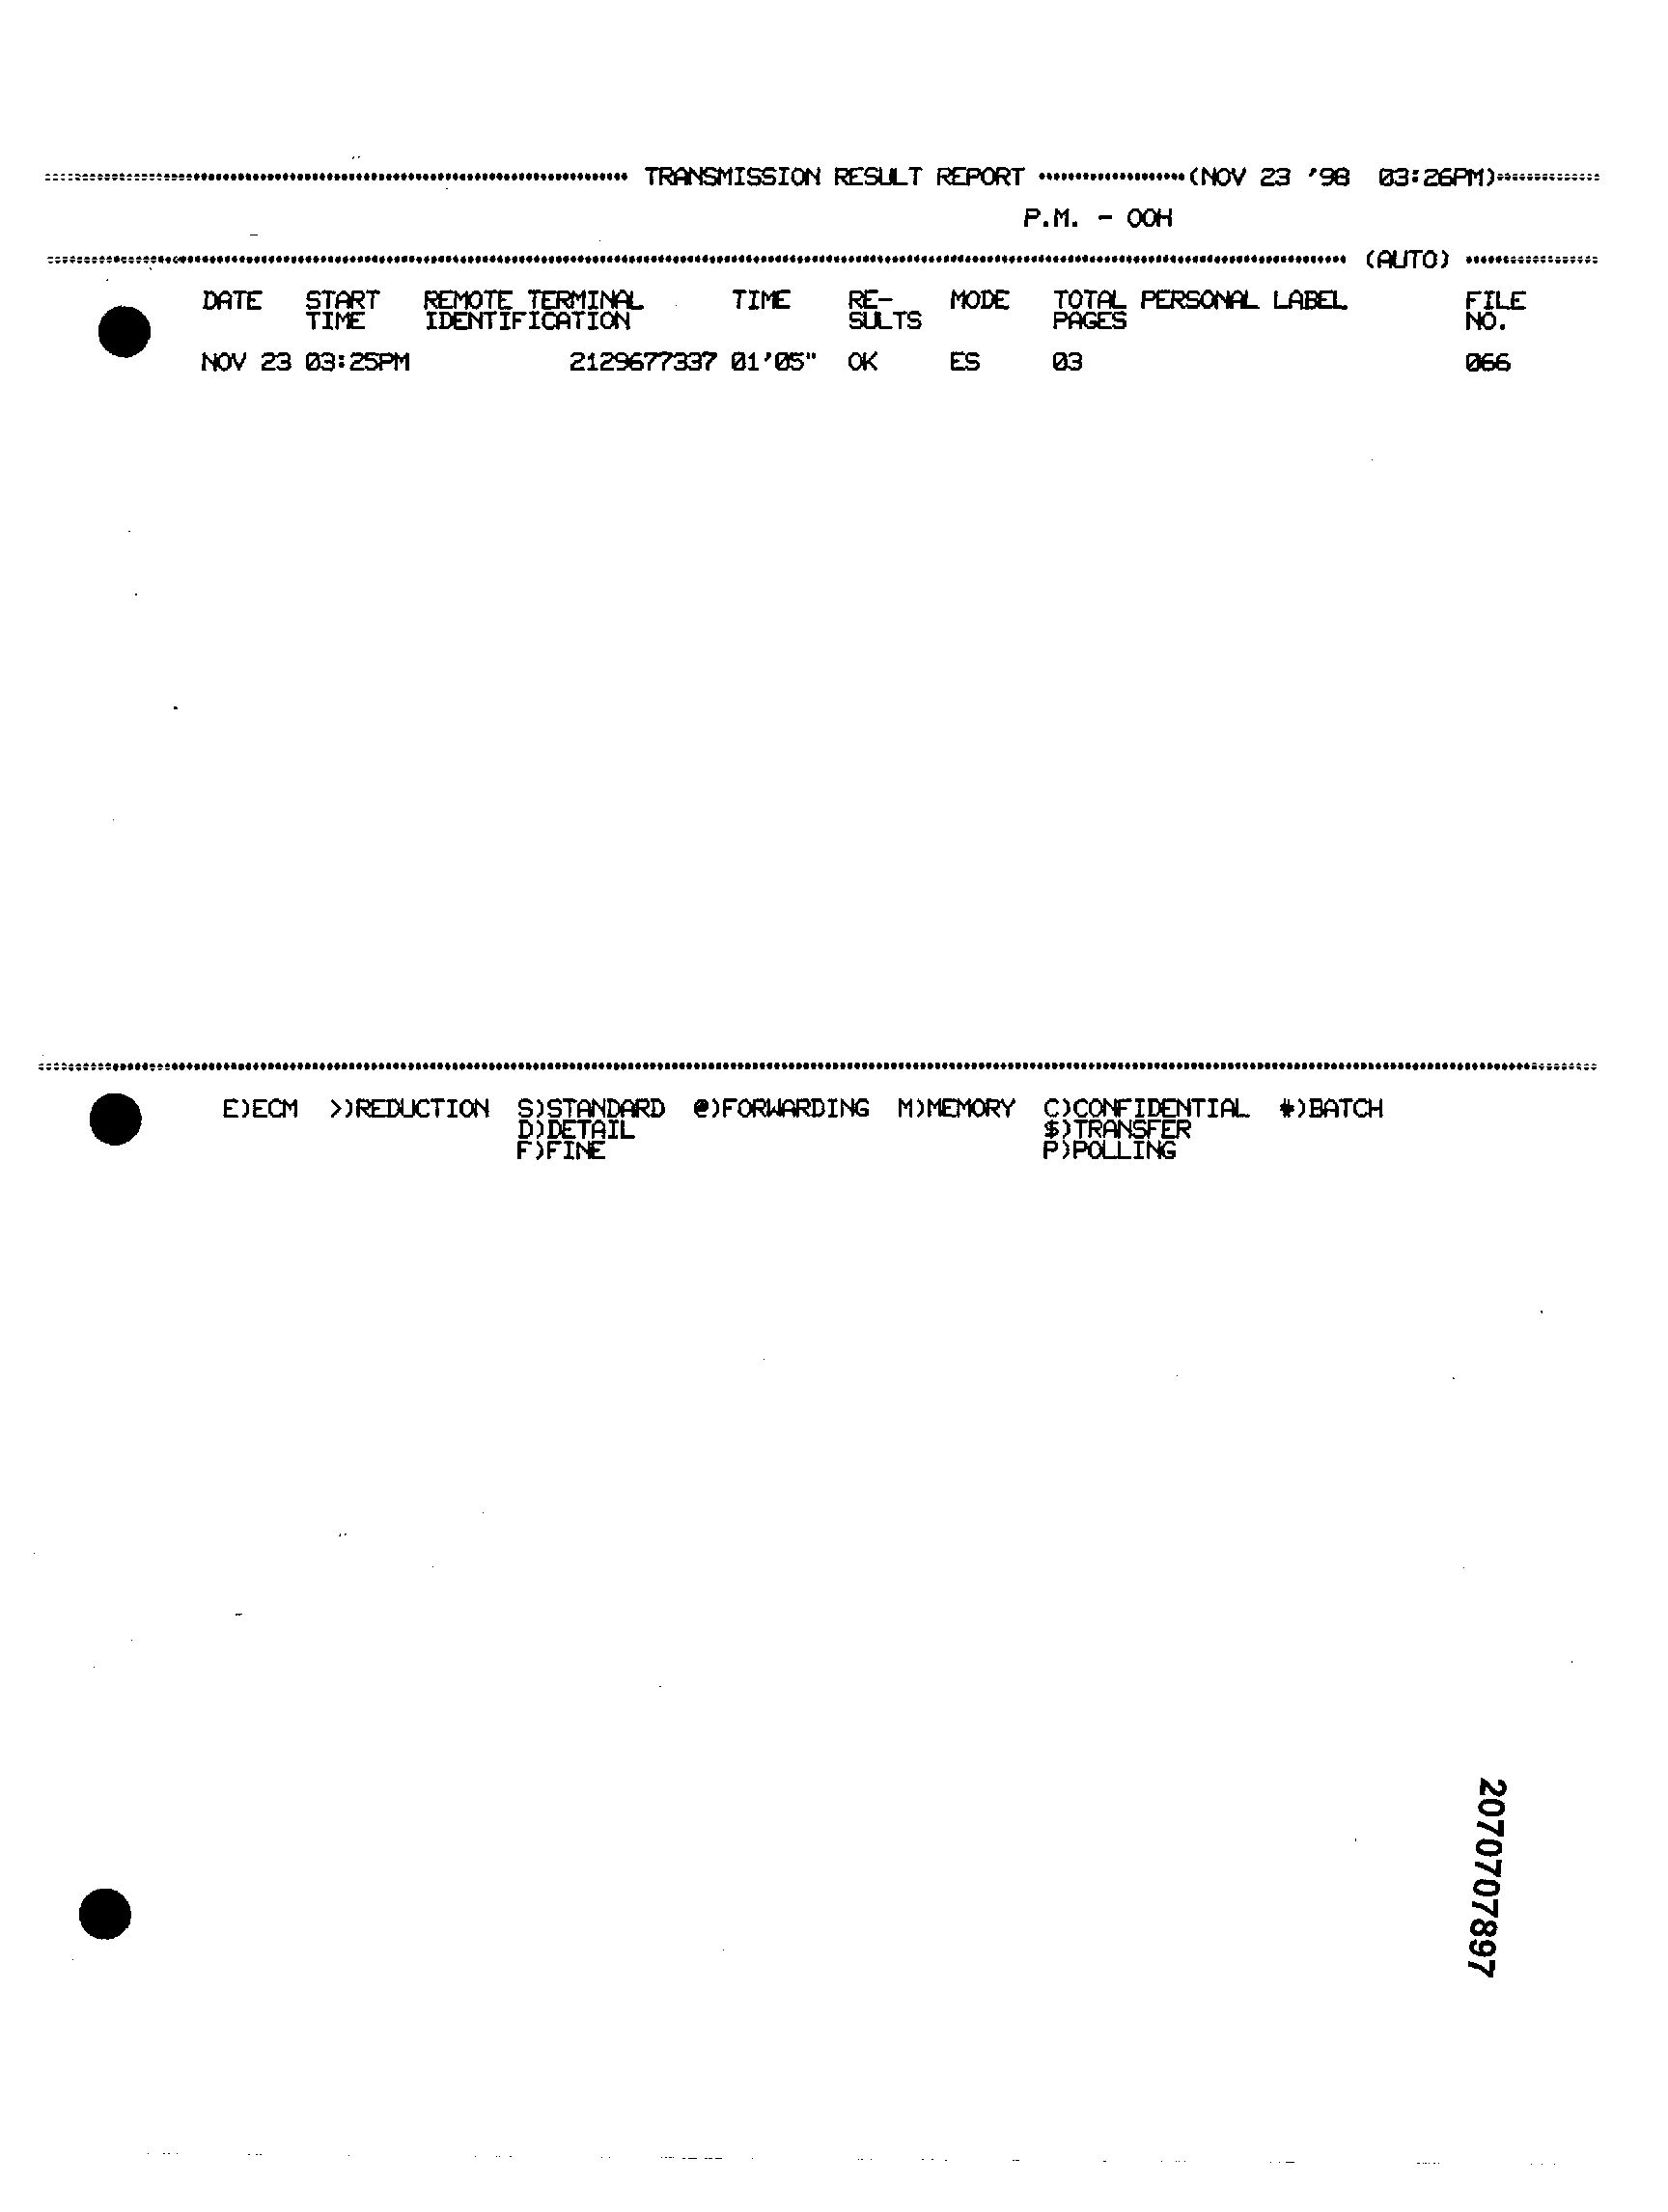 TRANSMISSION RESULT REPORT (NOV 23 '98 03:26PM)
P.M. - OOH
(AUTO)
DATE START REMOTE TERMINAL TIME RE- MODE TOTAL PERSONAL LABEL FILE
TIME IDENTIFICATION SULTS PAGES NO.
NOV 23 03:25PM 2129677337 01'05" OK ES 03 066
E)ECM >)REDUCTION S)STANDARD @)FORWARDING M)MEMORY C)CONFIDENTIAL #)BATCH
D)DETAIL $)TRANSFER
F)FINE P)POLLING
2070707897